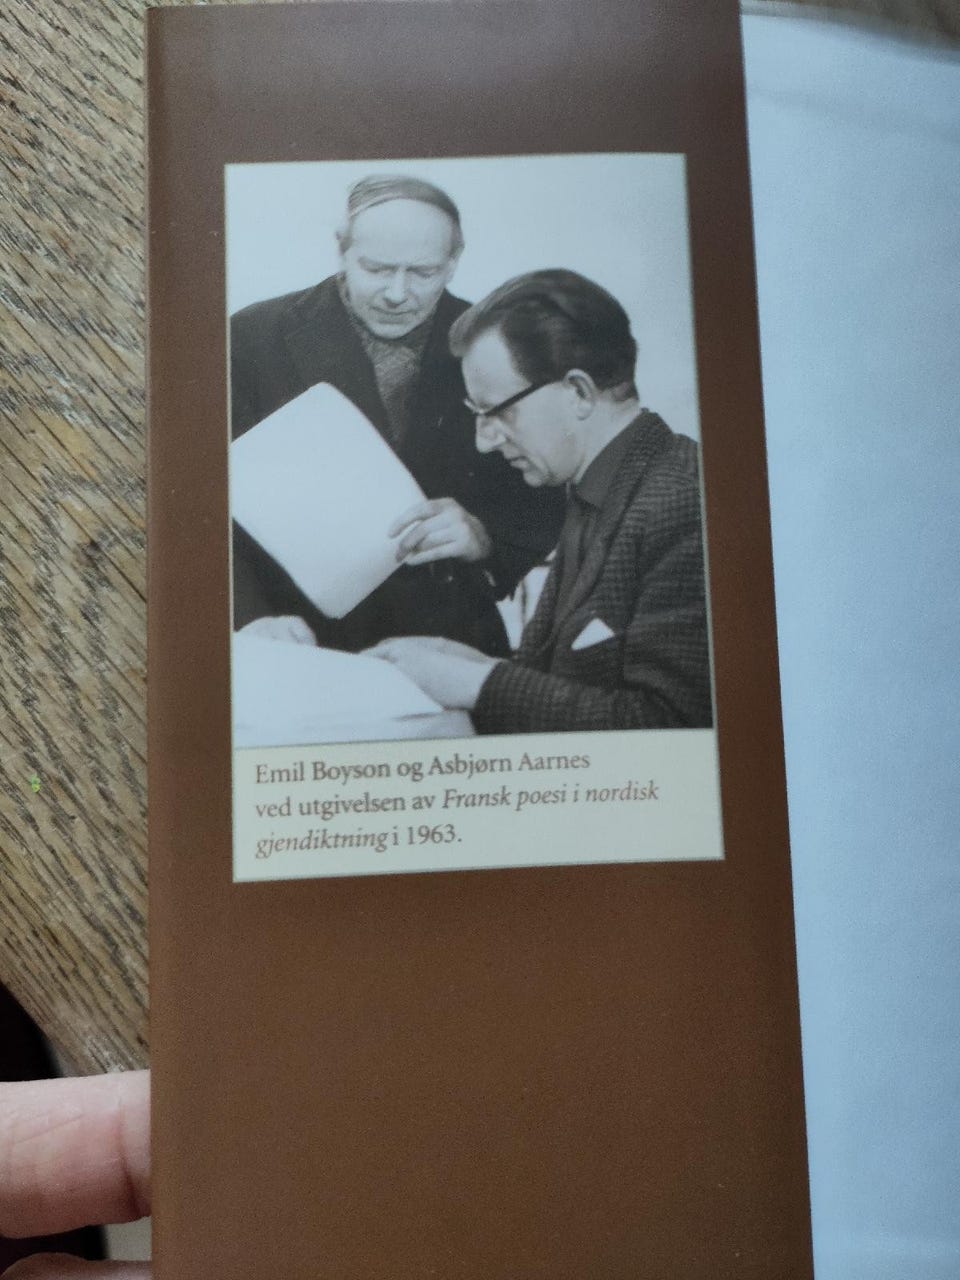 Emil Boyson og Asbjørn Aarnes
ved utgivelsen av Fransk poesi i nordisk
gjendiktning i 1963.